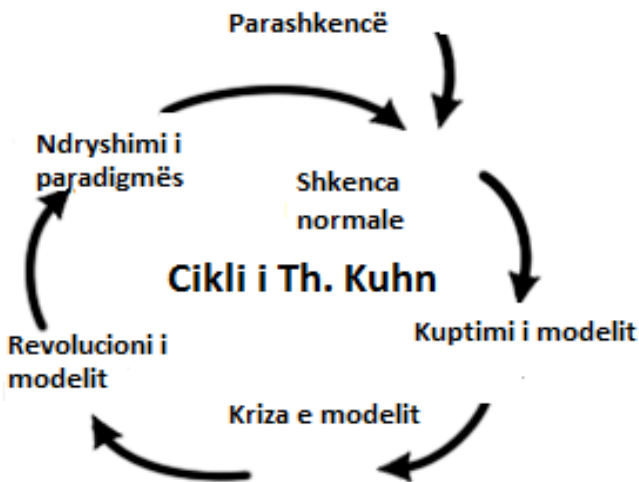 Parashkencë
Ndryshimi i
paradigmës
Shkenca
normale
Cikli i Th. Kuhn
Kuptimi i modelit
Revolucioni i
modelit
Kriza e modelit